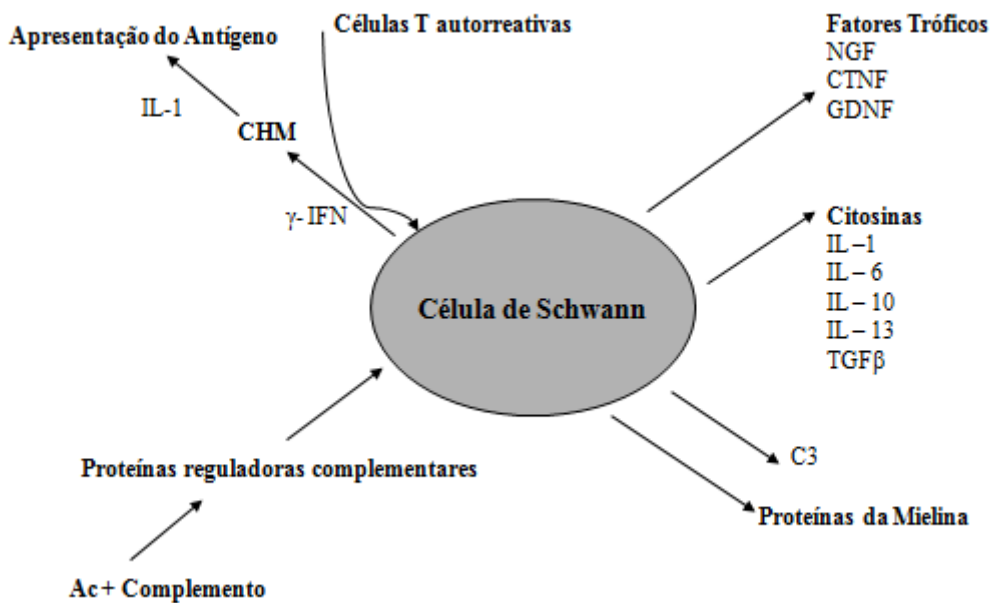 Apresentação do Antígeno
IL-1
CHM
γ- IFN
Células T autorreativas
Fatores Tróficos
NGF
CTNF
GDNF
Citosinas
IL –1
IL – 6
IL – 10
IL – 13
TGFβ
Célula de Schwann
C3
Proteínas da Mielina
Proteínas reguladoras complementares
Ac + Complemento